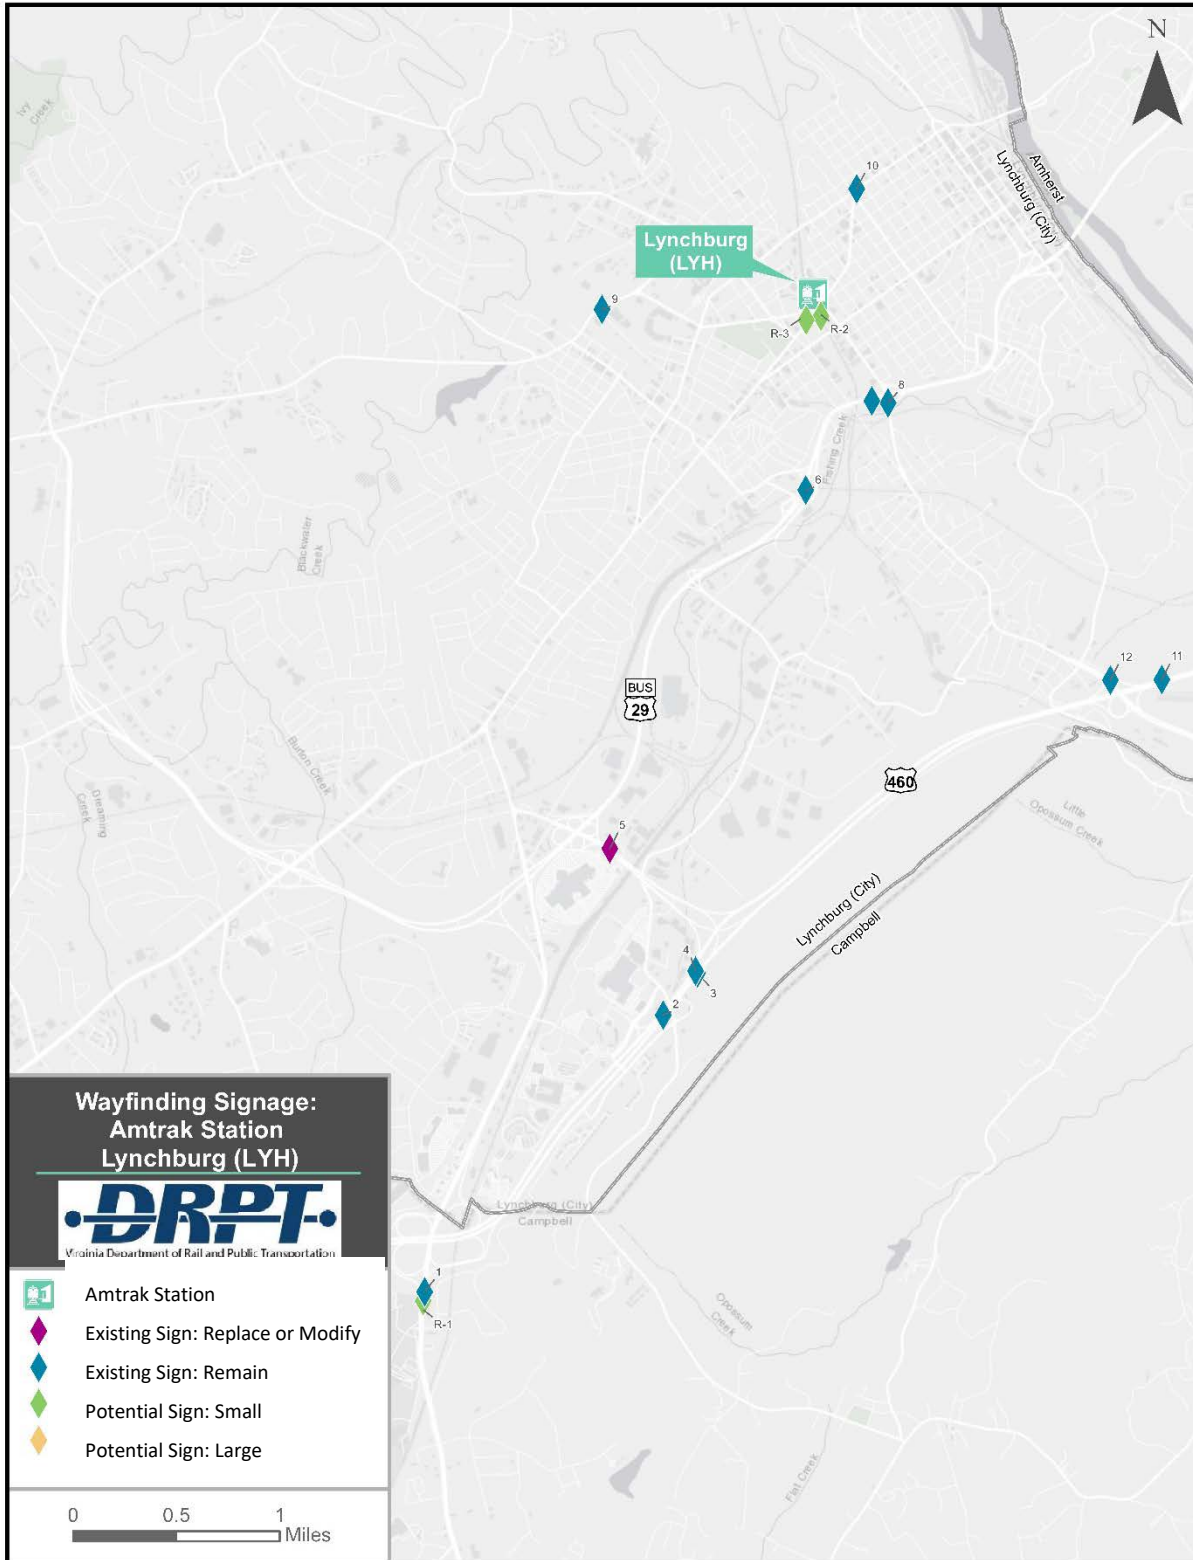 N
Ivy
Creek
10
Amherst
Lynchburg (City)
Lynchburg
(LYH)
9
R-3
R-2
8
Fishing Creek
6
Blackwater
Creek
12
11
BUS
29
460
Burton Creek
Dreaming
Creek
Little
Opossum Creek
5
Lynchburg (City)
Campbell
4
3
2
Wayfinding Signage:
Amtrak Station
Lynchburg (LYH)
DRPT
Virginia Department of Rail and Public Transportation
Lynchburg (City)
Campbell
1
R-1
Opossum
Creek
Flat Creek
Amtrak Station
Existing Sign: Replace or Modify
Existing Sign: Remain
Potential Sign: Small
Potential Sign: Large
0 0.5 1
Miles